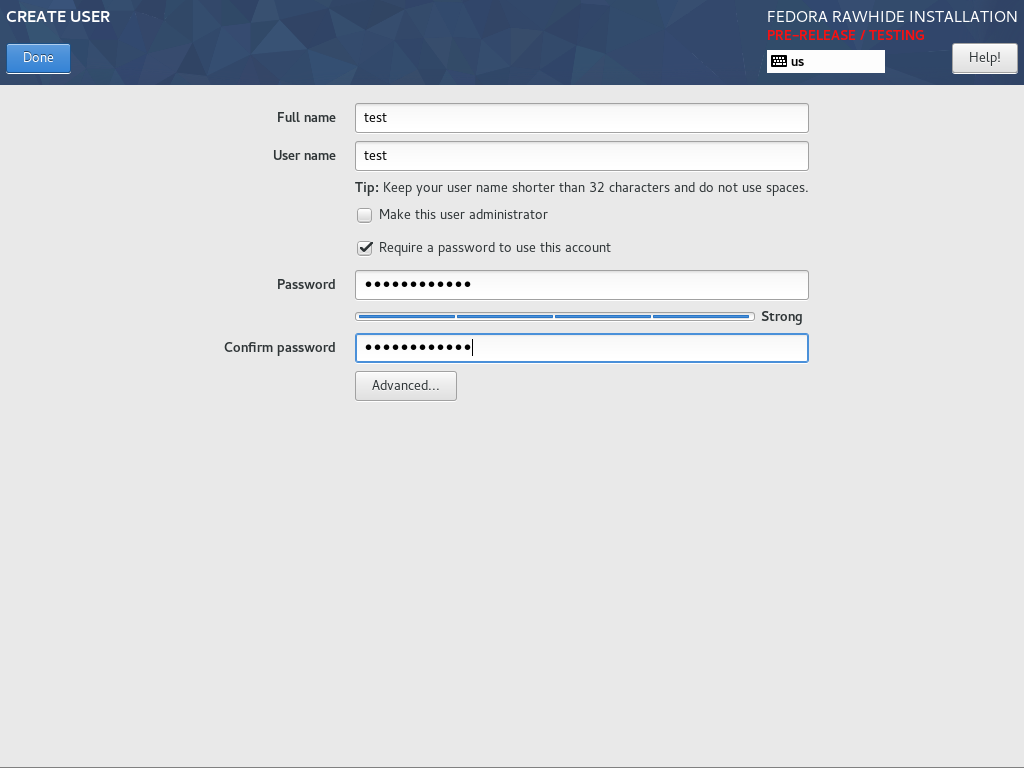 CREATE USER
FEDORA RAWHIDE INSTALLATION
PRE-RELEASE / TESTING
Done
us
Help!
Full name
test
User name
test
Tip: Keep your user name shorter than 32 characters and do not use spaces.
Make this user administrator
Require a password to use this account
Password
••••••••••••
Strong
Confirm password
••••••••••••
Advanced...